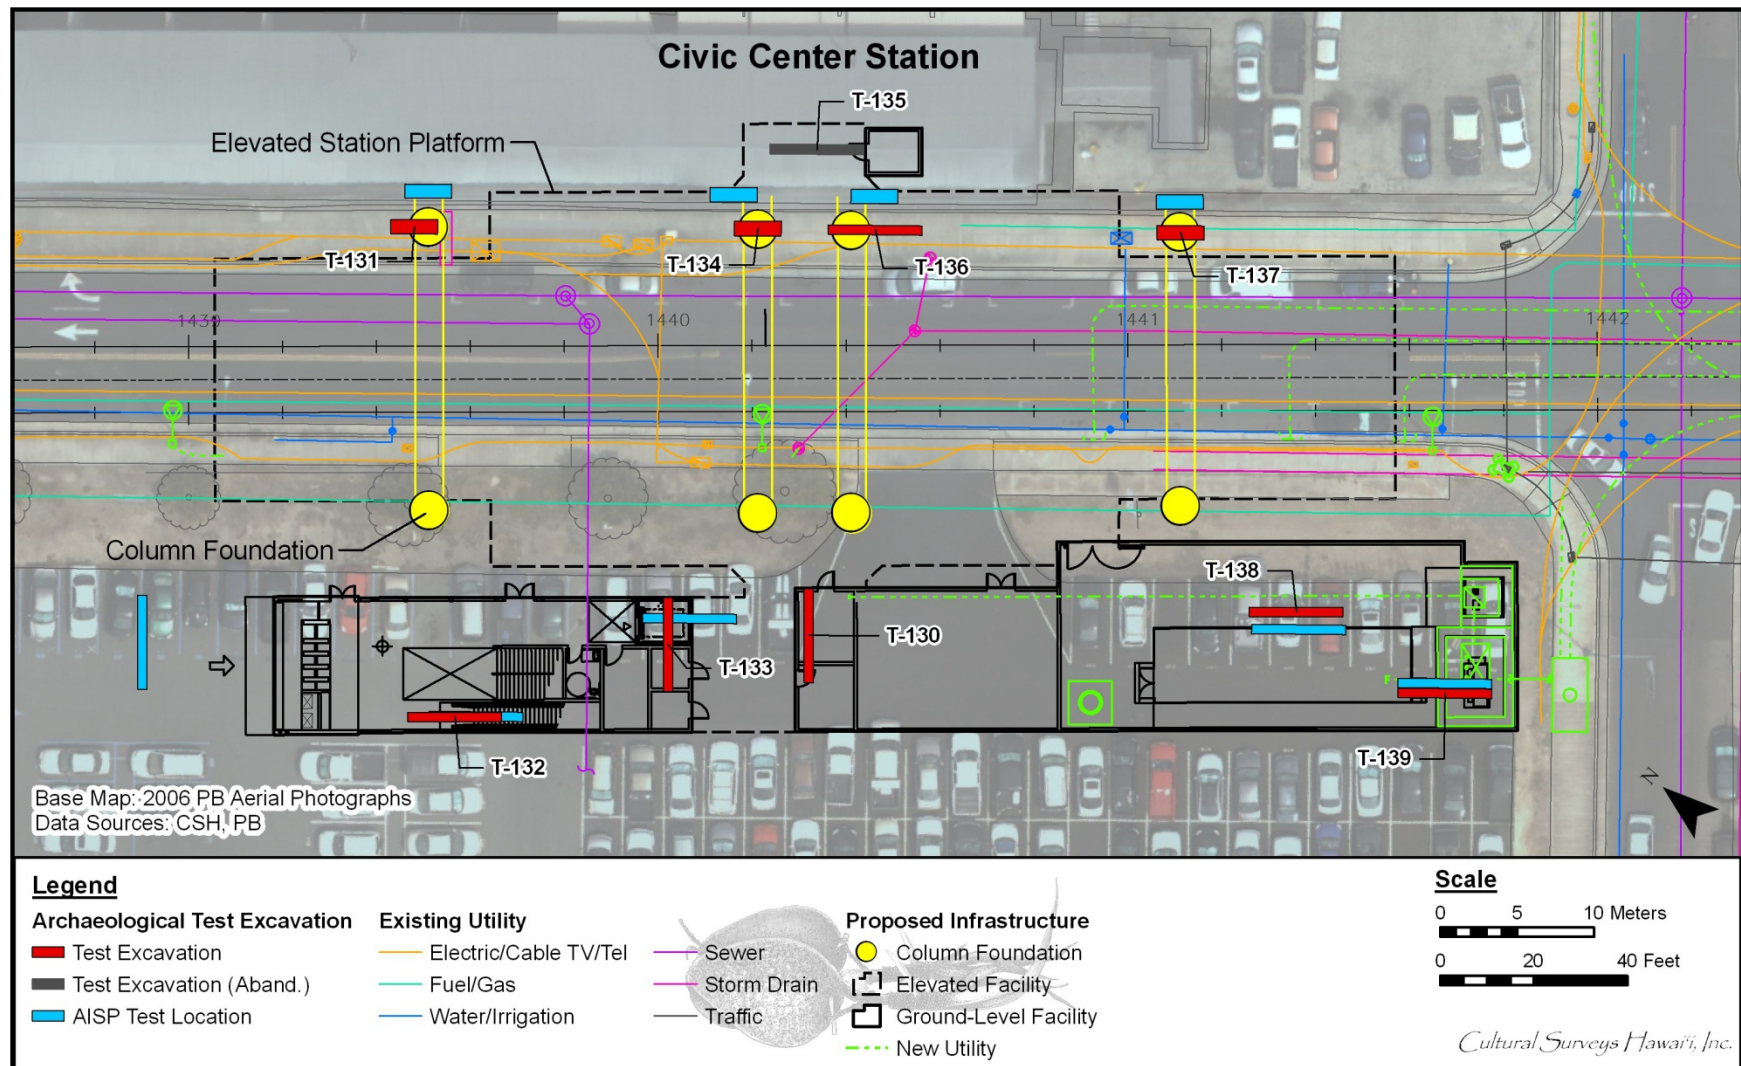 Civic Center Station
T-135
Elevated Station Platform
T-131
T-134
T-136
T-137
1439
1440
1441
1442
Column Foundation
T-138
T-130
T-133
T-132
T-139
F
N
Base Map: 2006 PB Aerial Photographs
Data Sources: CSH, PB
Legend
Archaeological Test Excavation
Test Excavation
Test Excavation (Aband.)
AISP Test Location
Existing Utility
Electric/Cable TV/Tel
Fuel/Gas
Water/Irrigation
Sewer
Storm Drain
Traffic
Proposed Infrastructure
Column Foundation
Elevated Facility
Ground-Level Facility
New Utility
Scale
0 5 10 Meters
0 20 40 Feet
Cultural Surveys Hawai‘i, Inc.